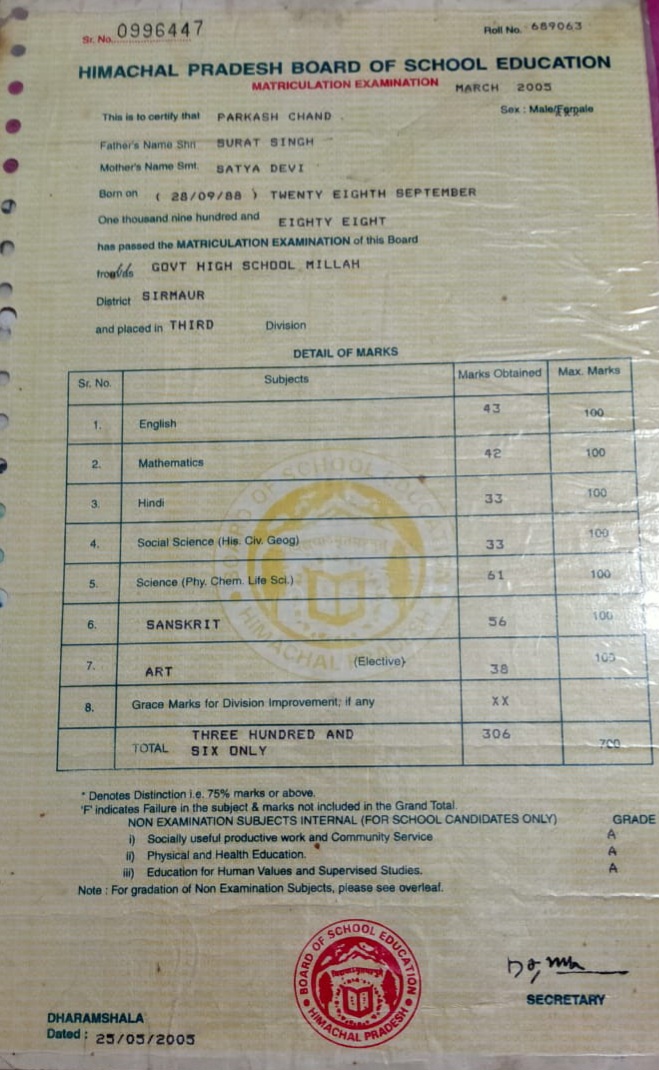 Sr. No. 0996447
Roll No. 689063
HIMACHAL PRADESH BOARD OF SCHOOL EDUCATION
MATRICULATION EXAMINATION MARCH 2005
This is to certify that PARKASH CHAND Sex : Male/Female
Father's Name Shri SURAT SINGH
Mother's Name Smt. SATYA DEVI
Born on ( 28/09/88 ) TWENTY EIGHTH SEPTEMBER
One thousand nine hundred and EIGHTY EIGHT
has passed the MATRICULATION EXAMINATION of this Board
from GOVT HIGH SCHOOL MILLAH
District SIRMAUR
and placed in THIRD Division
DETAIL OF MARKS
Sr. No. Subjects Marks Obtained Max. Marks
1. English 43 100
2. Mathematics 42 100
3. Hindi 33 100
4. Social Science (His. Civ. Geog) 33 100
5. Science (Phy. Chem. Life Sci.) 61 100
6. SANSKRIT 56 100
7. ART (Elective) 38 100
8. Grace Marks for Division Improvement; if any XX
THREE HUNDRED AND 306
TOTAL SIX ONLY 700
* Denotes Distinction i.e. 75% marks or above.
'F' indicates Failure in the subject & marks not included in the Grand Total.
NON EXAMINATION SUBJECTS INTERNAL (FOR SCHOOL CANDIDATES ONLY) GRADE
i) Socially useful productive work and Community Service A
ii) Physical and Health Education. A
iii) Education for Human Values and Supervised Studies. A
Note : For gradation of Non Examination Subjects, please see overleaf.
BOARD OF SCHOOL EDUCATION
HIMACHAL PRADESH
SECRETARY
DHARAMSHALA
Dated : 25/05/2005